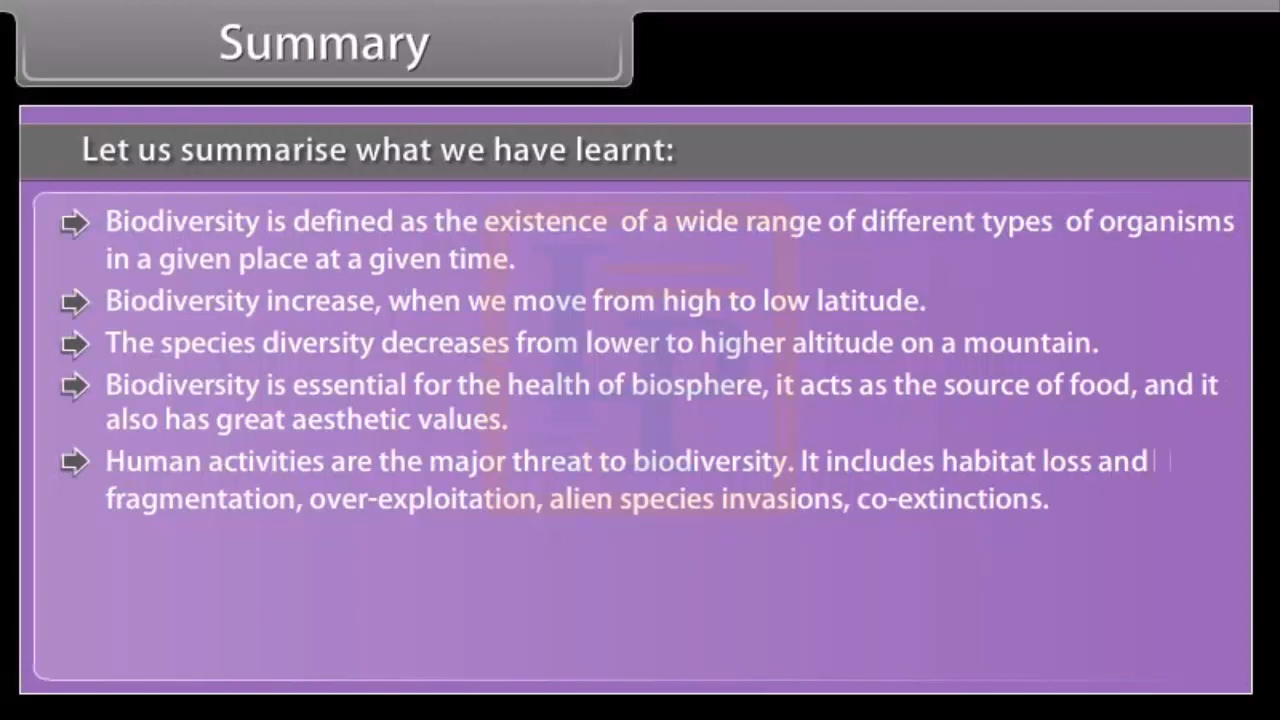 Summary
Let us summarise what we have learnt:
Biodiversity is defined as the existence of a wide range of different types of organisms
in a given place at a given time.
Biodiversity increase, when we move from high to low latitude.
The species diversity decreases from lower to higher altitude on a mountain.
Biodiversity is essential for the health of biosphere, it acts as the source of food, and it
also has great aesthetic values.
Human activities are the major threat to biodiversity. It includes habitat loss and
fragmentation, over-exploitation, alien species invasions, co-extinctions.